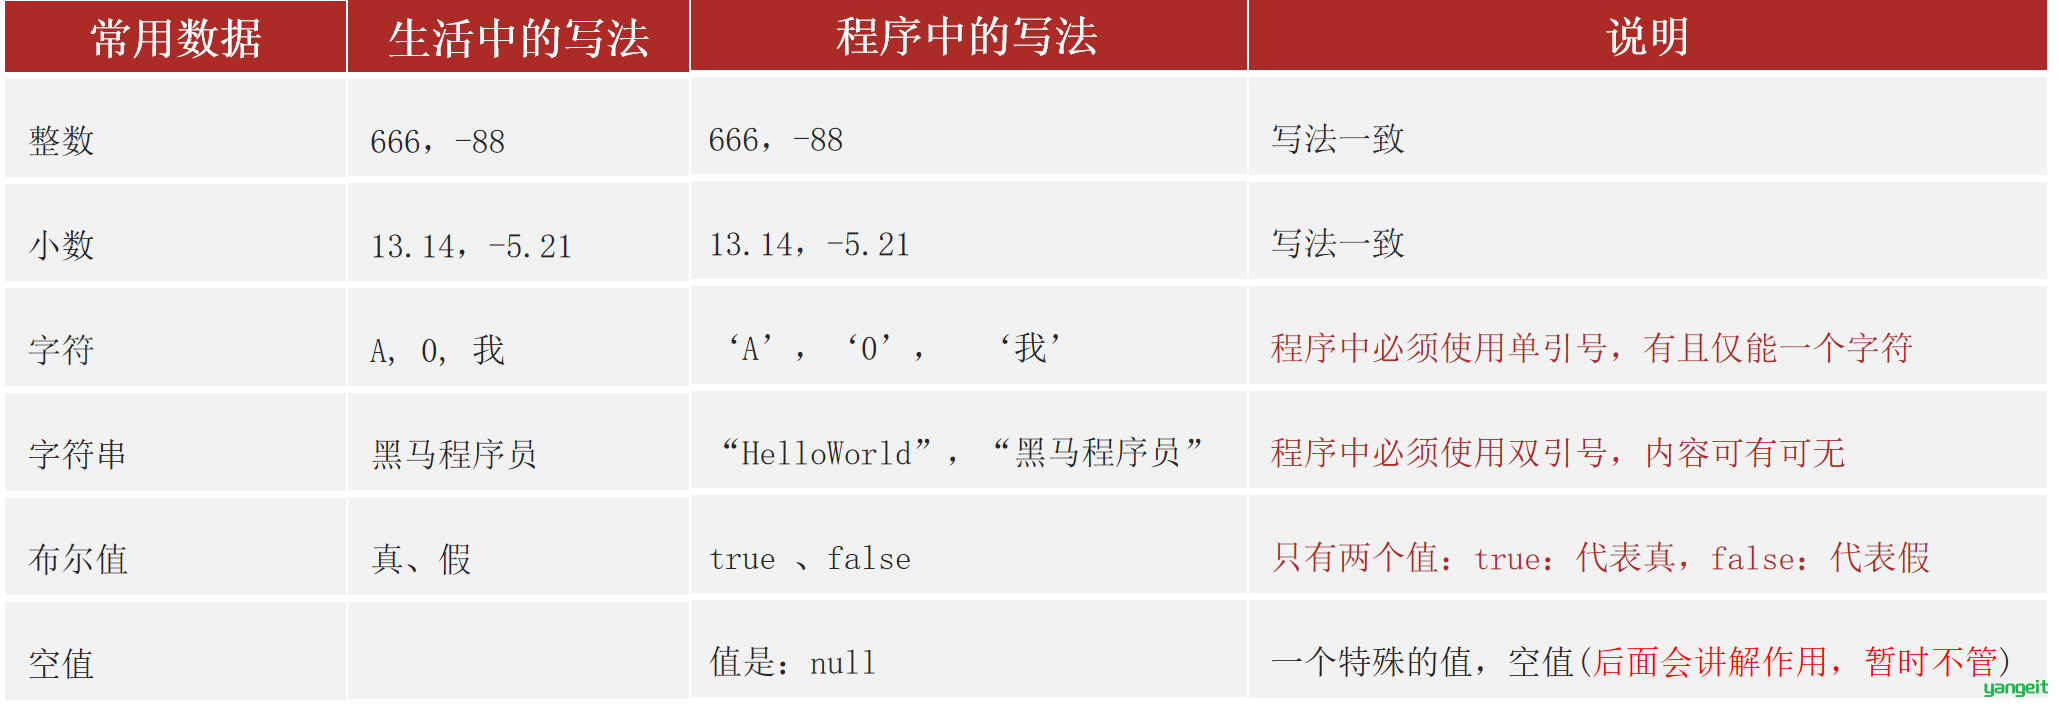 常用数据 生活中的写法 程序中的写法 说明
整数 666，-88 666，-88 写法一致
小数 13.14，-5.21 13.14，-5.21 写法一致
字符 A, 0, 我 ‘A’，‘0’， ‘我’ 程序中必须使用单引号，有且仅能一个字符
字符串 黑马程序员 “HelloWorld”，“黑马程序员” 程序中必须使用双引号，内容可有可无
布尔值 真、假 true 、false 只有两个值：true：代表真，false：代表假
空值 值是：null 一个特殊的值，空值(后面会讲解作用，暂时不管)
yangeit